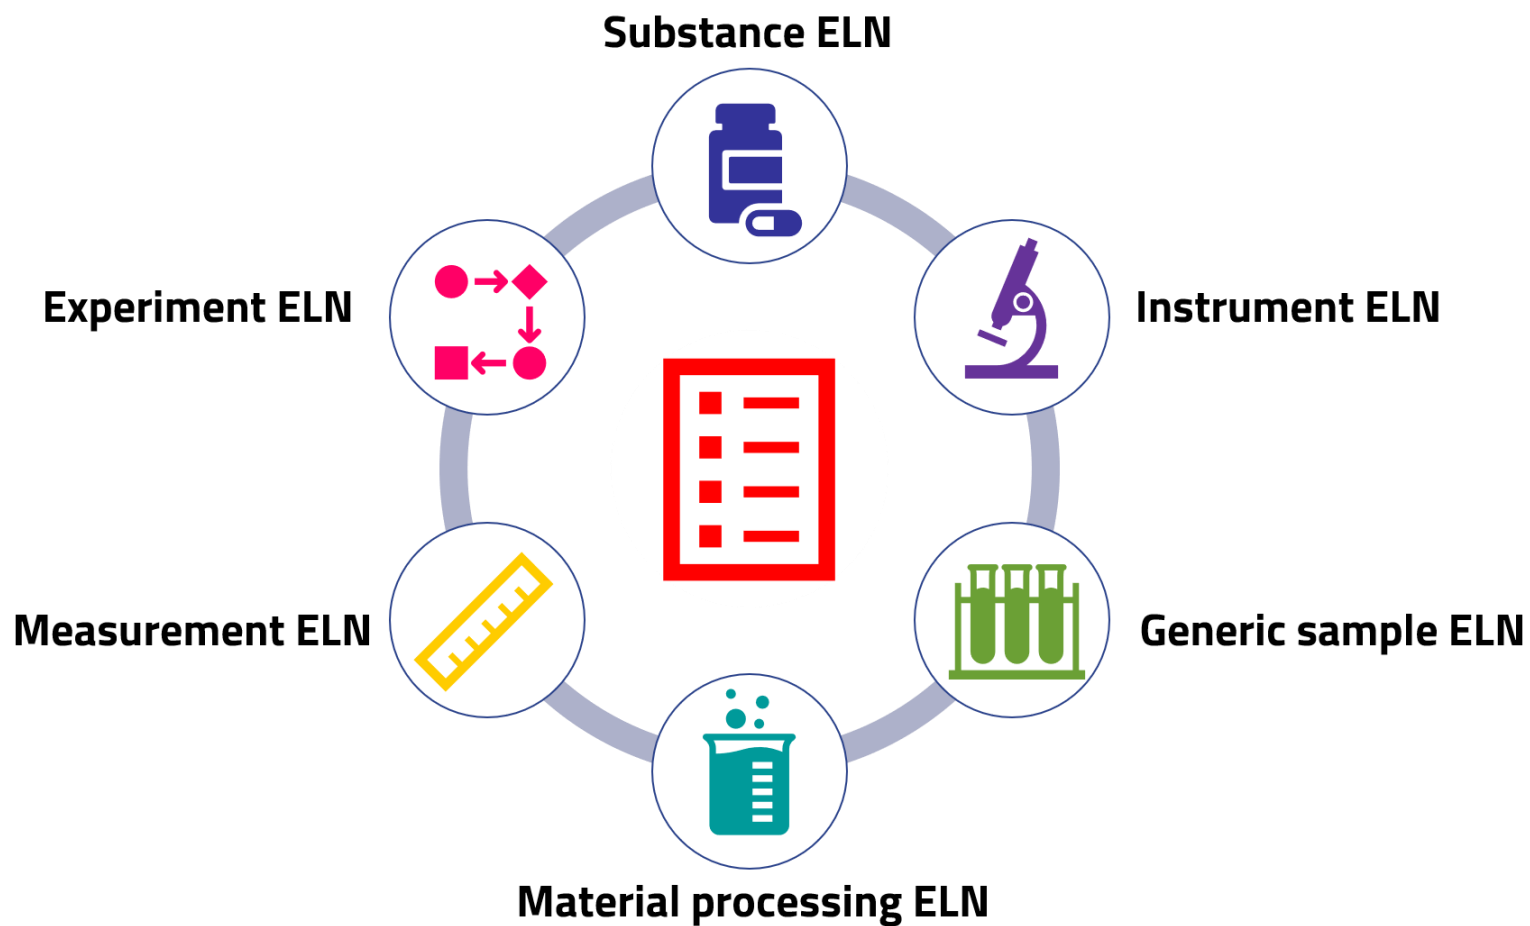 Substance ELN
Experiment ELN
Instrument ELN
Measurement ELN
Generic sample ELN
Material processing ELN